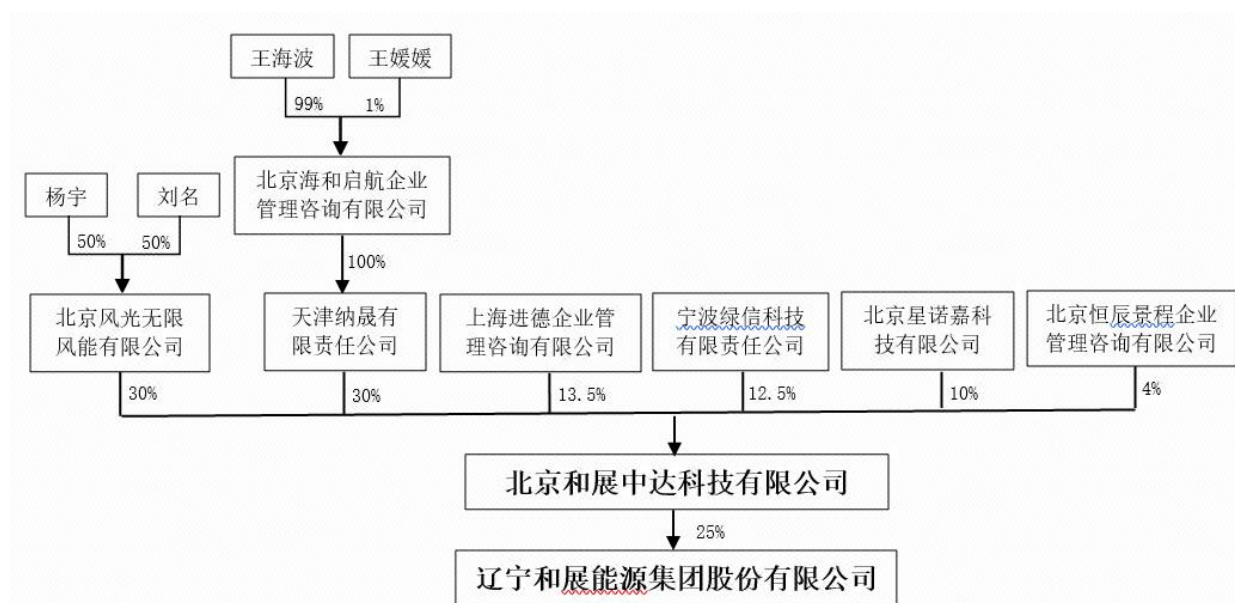 王海波
王媛媛
99%
1%
北京海和启航企业
管理咨询有限公司
杨宇
刘名
50%
50%
100%
北京风光无限
风能有限公司
天津纳晟有
限责任公司
上海进德企业管
理咨询有限公司
宁波绿信科技
有限责任公司
北京星诺嘉科
技有限公司
北京恒辰景程企业
管理咨询有限公司
30%
30%
13.5%
12.5%
10%
4%
北京和展中达科技有限公司
25%
辽宁和展能源集团股份有限公司